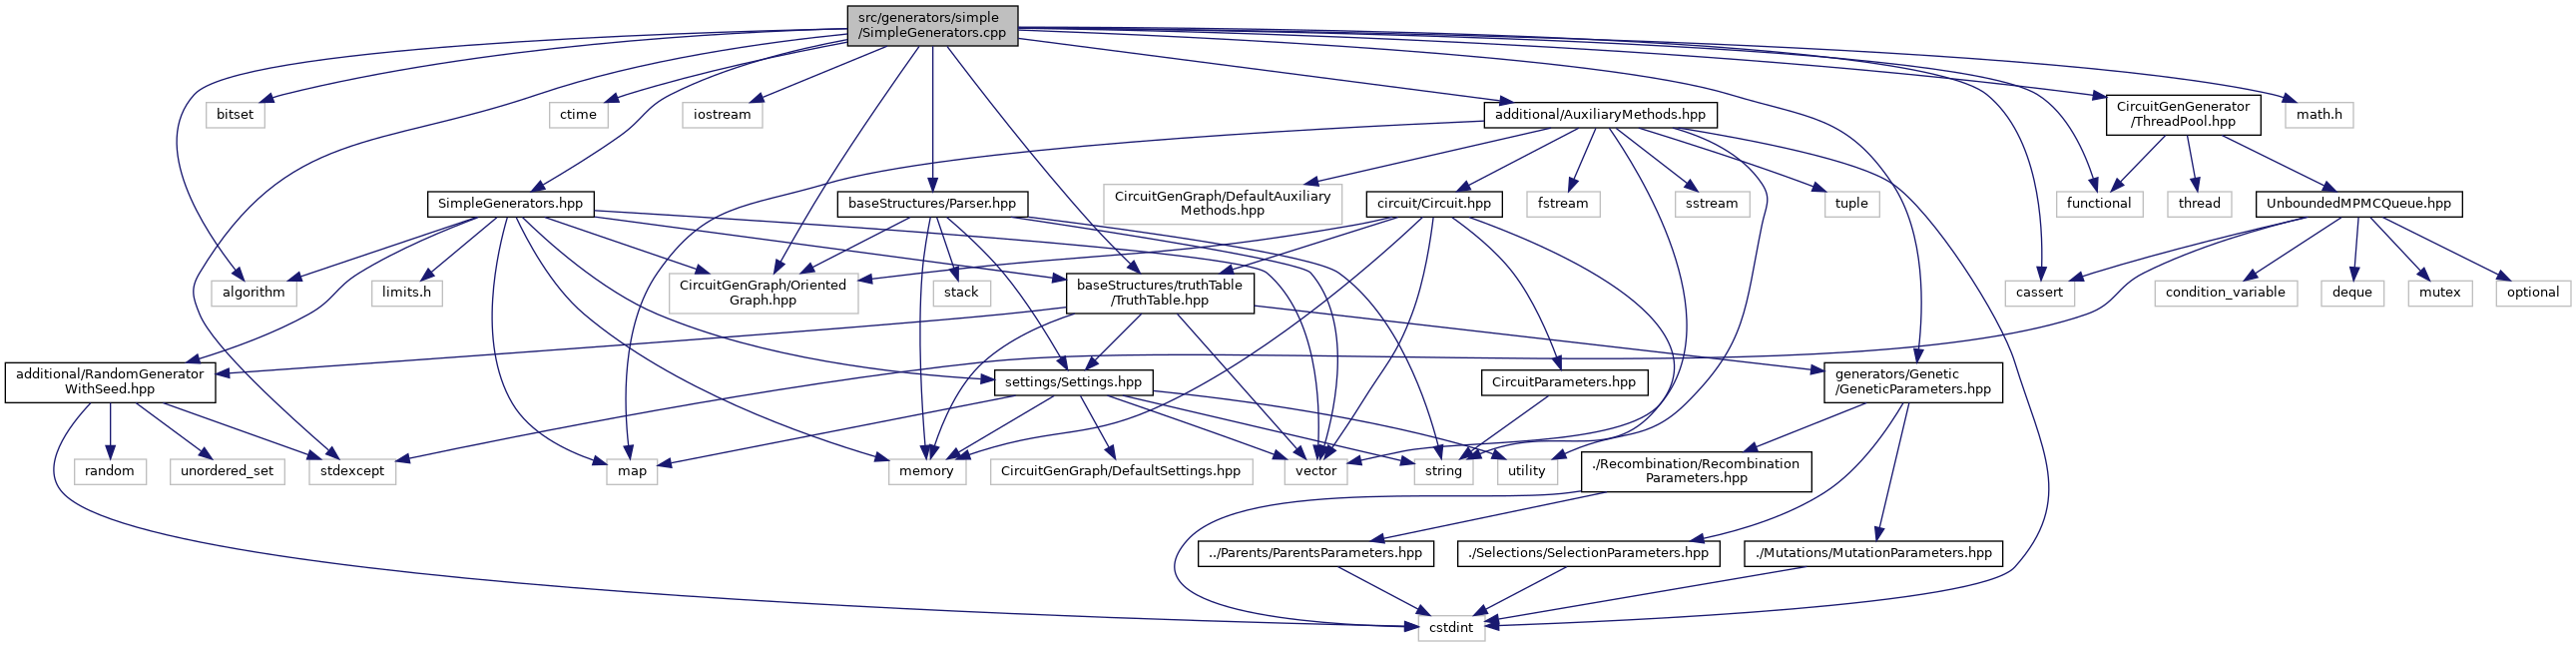 src/generators/simple
/SimpleGenerators.cpp
bitset
ctime
iostream
additional/AuxiliaryMethods.hpp
CircuitGenGenerator
/ThreadPool.hpp
math.h
SimpleGenerators.hpp
baseStructures/Parser.hpp
CircuitGenGraph/DefaultAuxiliary
Methods.hpp
circuit/Circuit.hpp
fstream
sstream
tuple
functional
thread
UnboundedMPMCQueue.hpp
algorithm
limits.h
CircuitGenGraph/Oriented
Graph.hpp
stack
baseStructures/truthTable
/TruthTable.hpp
cassert
condition_variable
deque
mutex
optional
additional/RandomGenerator
WithSeed.hpp
settings/Settings.hpp
CircuitParameters.hpp
generators/Genetic
/GeneticParameters.hpp
random
unordered_set
stdexcept
map
memory
CircuitGenGraph/DefaultSettings.hpp
vector
string
utility
./Recombination/Recombination
Parameters.hpp
../Parents/ParentsParameters.hpp
./Selections/SelectionParameters.hpp
./Mutations/MutationParameters.hpp
cstdint